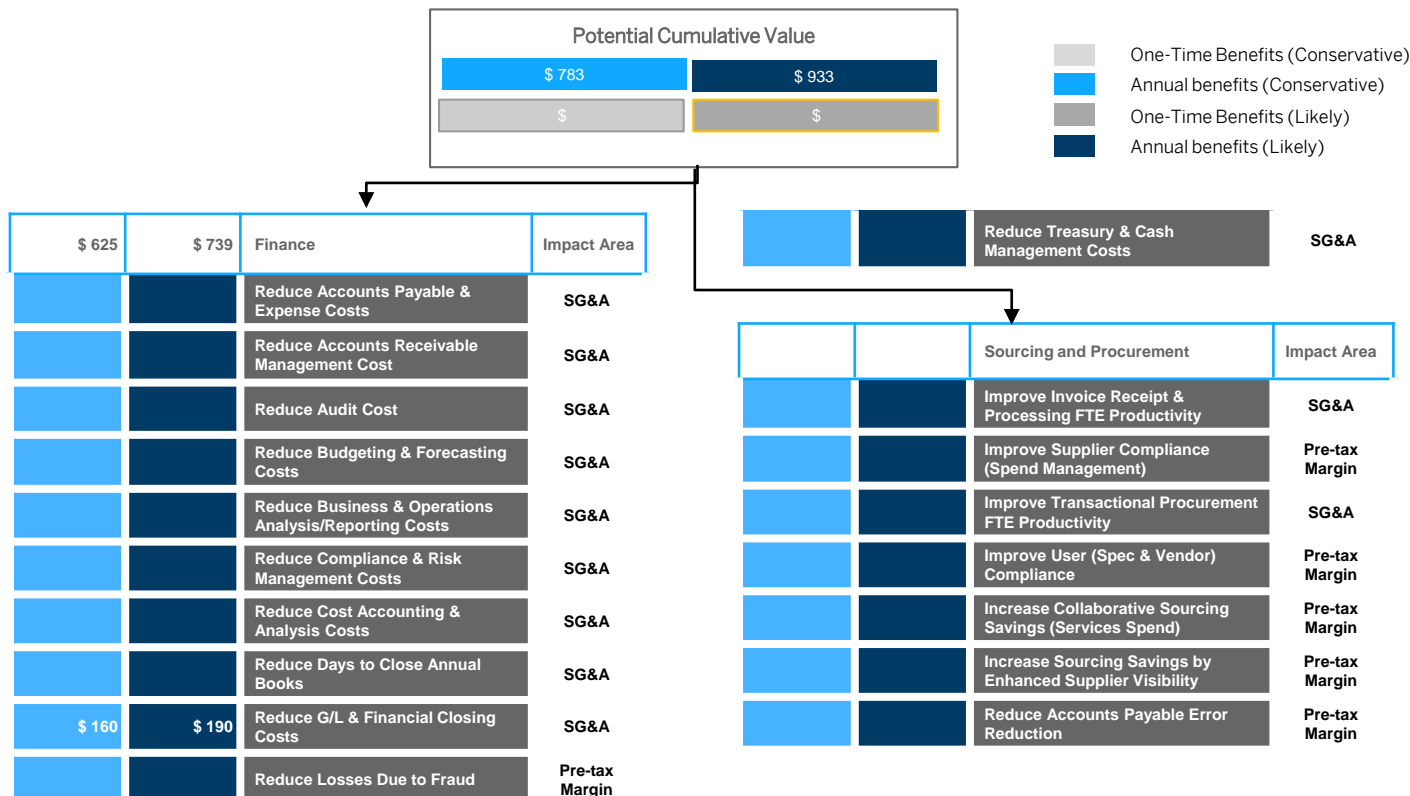 Potential Cumulative Value
$ 783
$ 933
$
$
One-Time Benefits (Conservative)
Annual benefits (Conservative)
One-Time Benefits (Likely)
Annual benefits (Likely)
$ 625
$ 739
Finance
Impact Area
Reduce Accounts Payable &
Expense Costs
SG&A
Reduce Accounts Receivable
Management Cost
SG&A
Reduce Audit Cost
SG&A
Reduce Budgeting & Forecasting
Costs
SG&A
Reduce Business & Operations
Analysis/Reporting Costs
SG&A
Reduce Compliance & Risk
Management Costs
SG&A
Reduce Cost Accounting &
Analysis Costs
SG&A
Reduce Days to Close Annual
Books
SG&A
$ 160
$ 190
Reduce G/L & Financial Closing
Costs
SG&A
Reduce Losses Due to Fraud
Pre-tax
Margin
Reduce Treasury & Cash
Management Costs
SG&A
Sourcing and Procurement
Impact Area
Improve Invoice Receipt &
Processing FTE Productivity
SG&A
Improve Supplier Compliance
(Spend Management)
Pre-tax
Margin
Improve Transactional Procurement
FTE Productivity
SG&A
Improve User (Spec & Vendor)
Compliance
Pre-tax
Margin
Increase Collaborative Sourcing
Savings (Services Spend)
Pre-tax
Margin
Increase Sourcing Savings by
Enhanced Supplier Visibility
Pre-tax
Margin
Reduce Accounts Payable Error
Reduction
Pre-tax
Margin